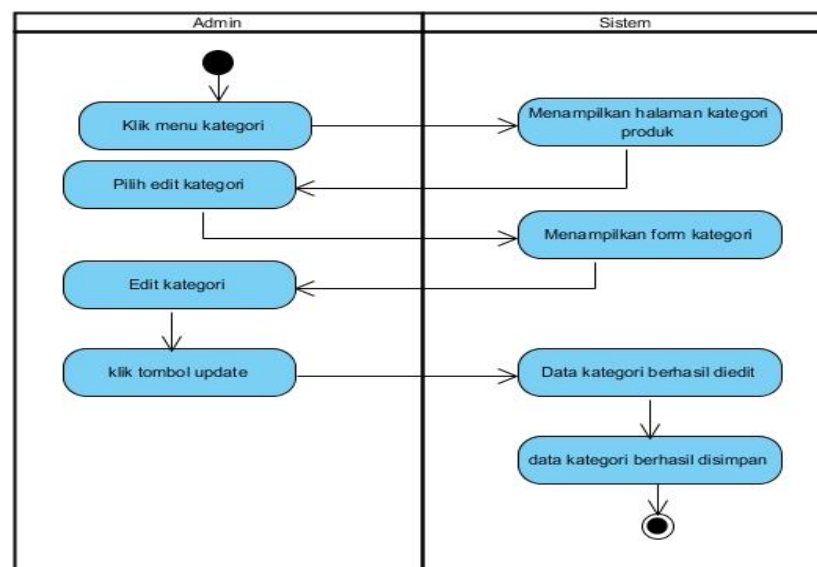 Admin
Sistem
Klik menu kategori
Menampilkan halaman kategori
produk
Pilih edit kategori
Menampilkan form kategori
Edit kategori
klik tombol update
Data kategori berhasil diedit
data kategori berhasil disimpan